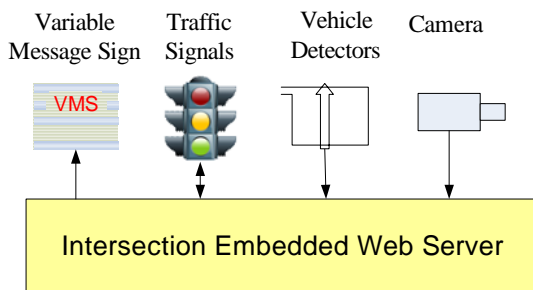 Variable
Message Sign
Traffic
Signals
Vehicle
Detectors
Camera
VMS
Intersection Embedded Web Server